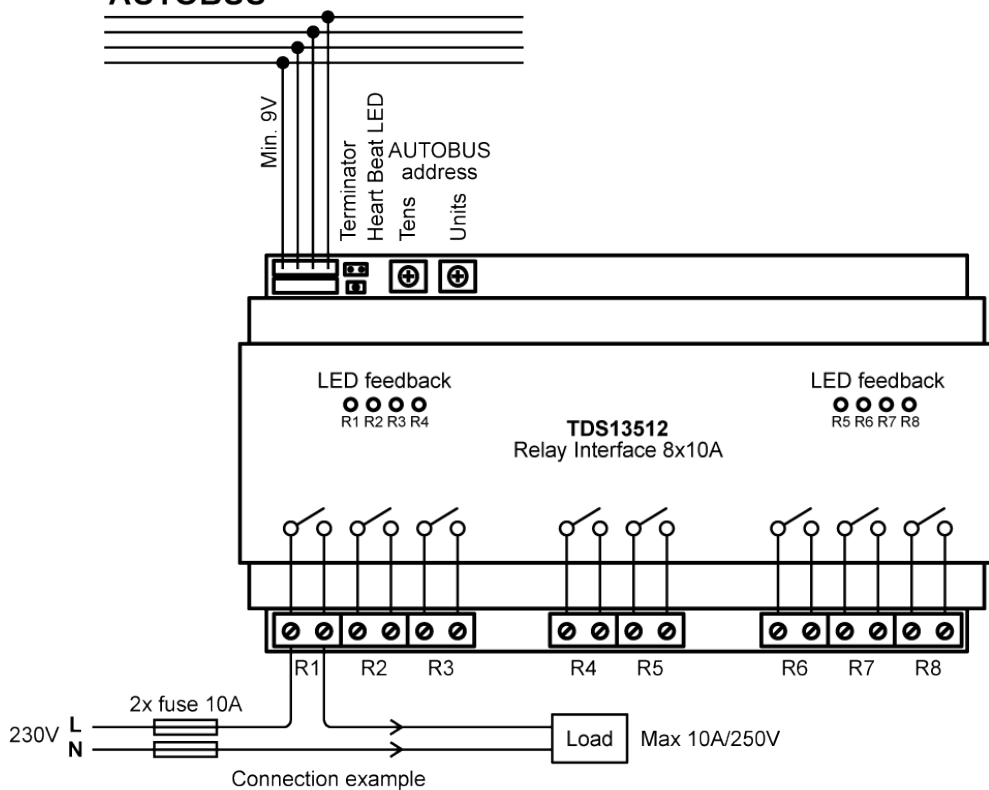 AUTOBUS
Min. 9V
Terminator
Heart Beat LED
AUTOBUS
address
Tens
Units
LED feedback
R1 R2 R3 R4
LED feedback
R5 R6 R7 R8
TDS13512
Relay Interface 8x10A
R1 R2 R3 R4 R5 R6 R7 R8
2x fuse 10A
230V L
N
Load
Max 10A/250V
Connection example